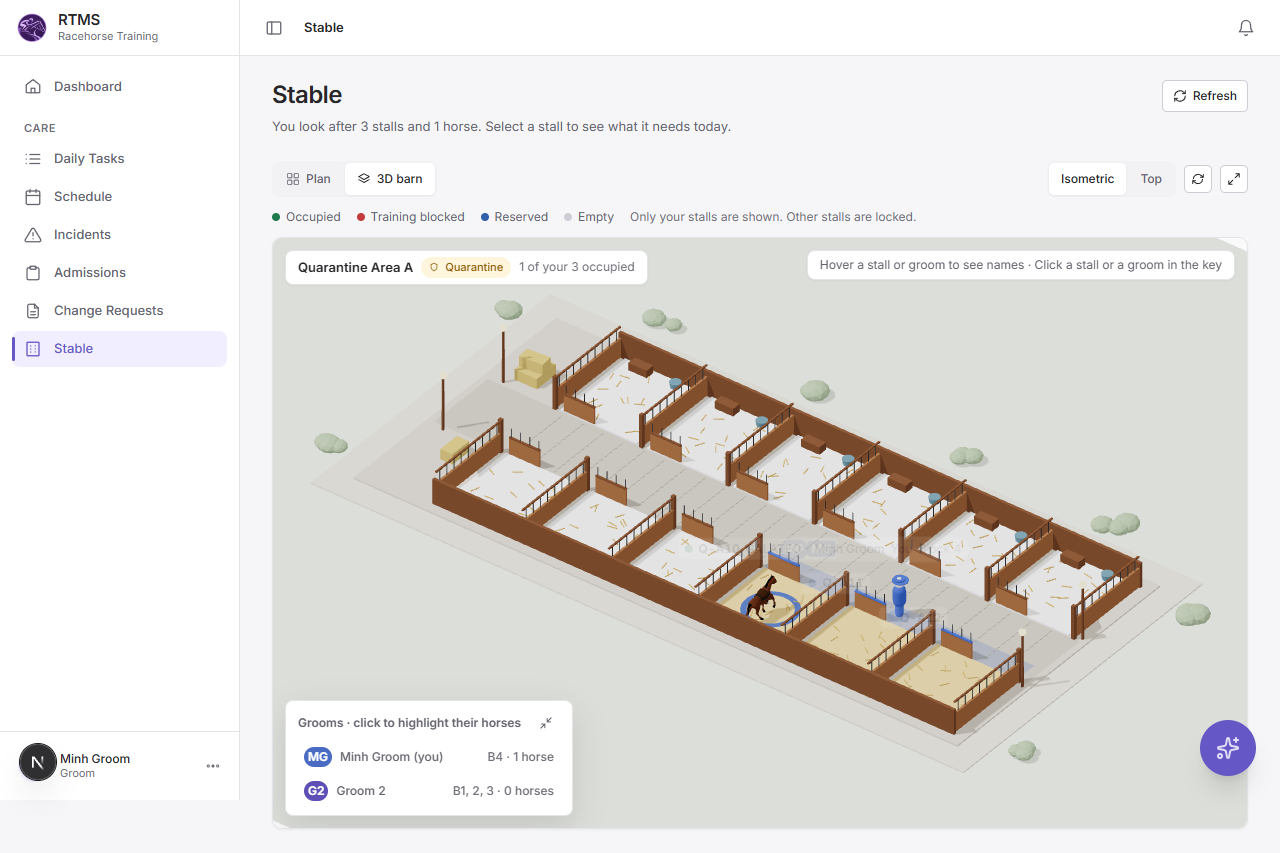 RTMS
Racehorse Training
Stable
Dashboard
CARE
Daily Tasks
Schedule
Incidents
Admissions
Change Requests
Stable
N
Minh Groom
Groom
Stable
Refresh
You look after 3 stalls and 1 horse. Select a stall to see what it needs today.
Plan
3D barn
Isometric
Top
Occupied
Training blocked
Reserved
Empty
Only your stalls are shown. Other stalls are locked.
Quarantine Area A
Quarantine
1 of your 3 occupied
Hover a stall or groom to see names · Click a stall or a groom in the key
Minh Groom
Grooms · click to highlight their horses
MG
Minh Groom (you)
B4 · 1 horse
G2
Groom 2
B1, 2, 3 · 0 horses